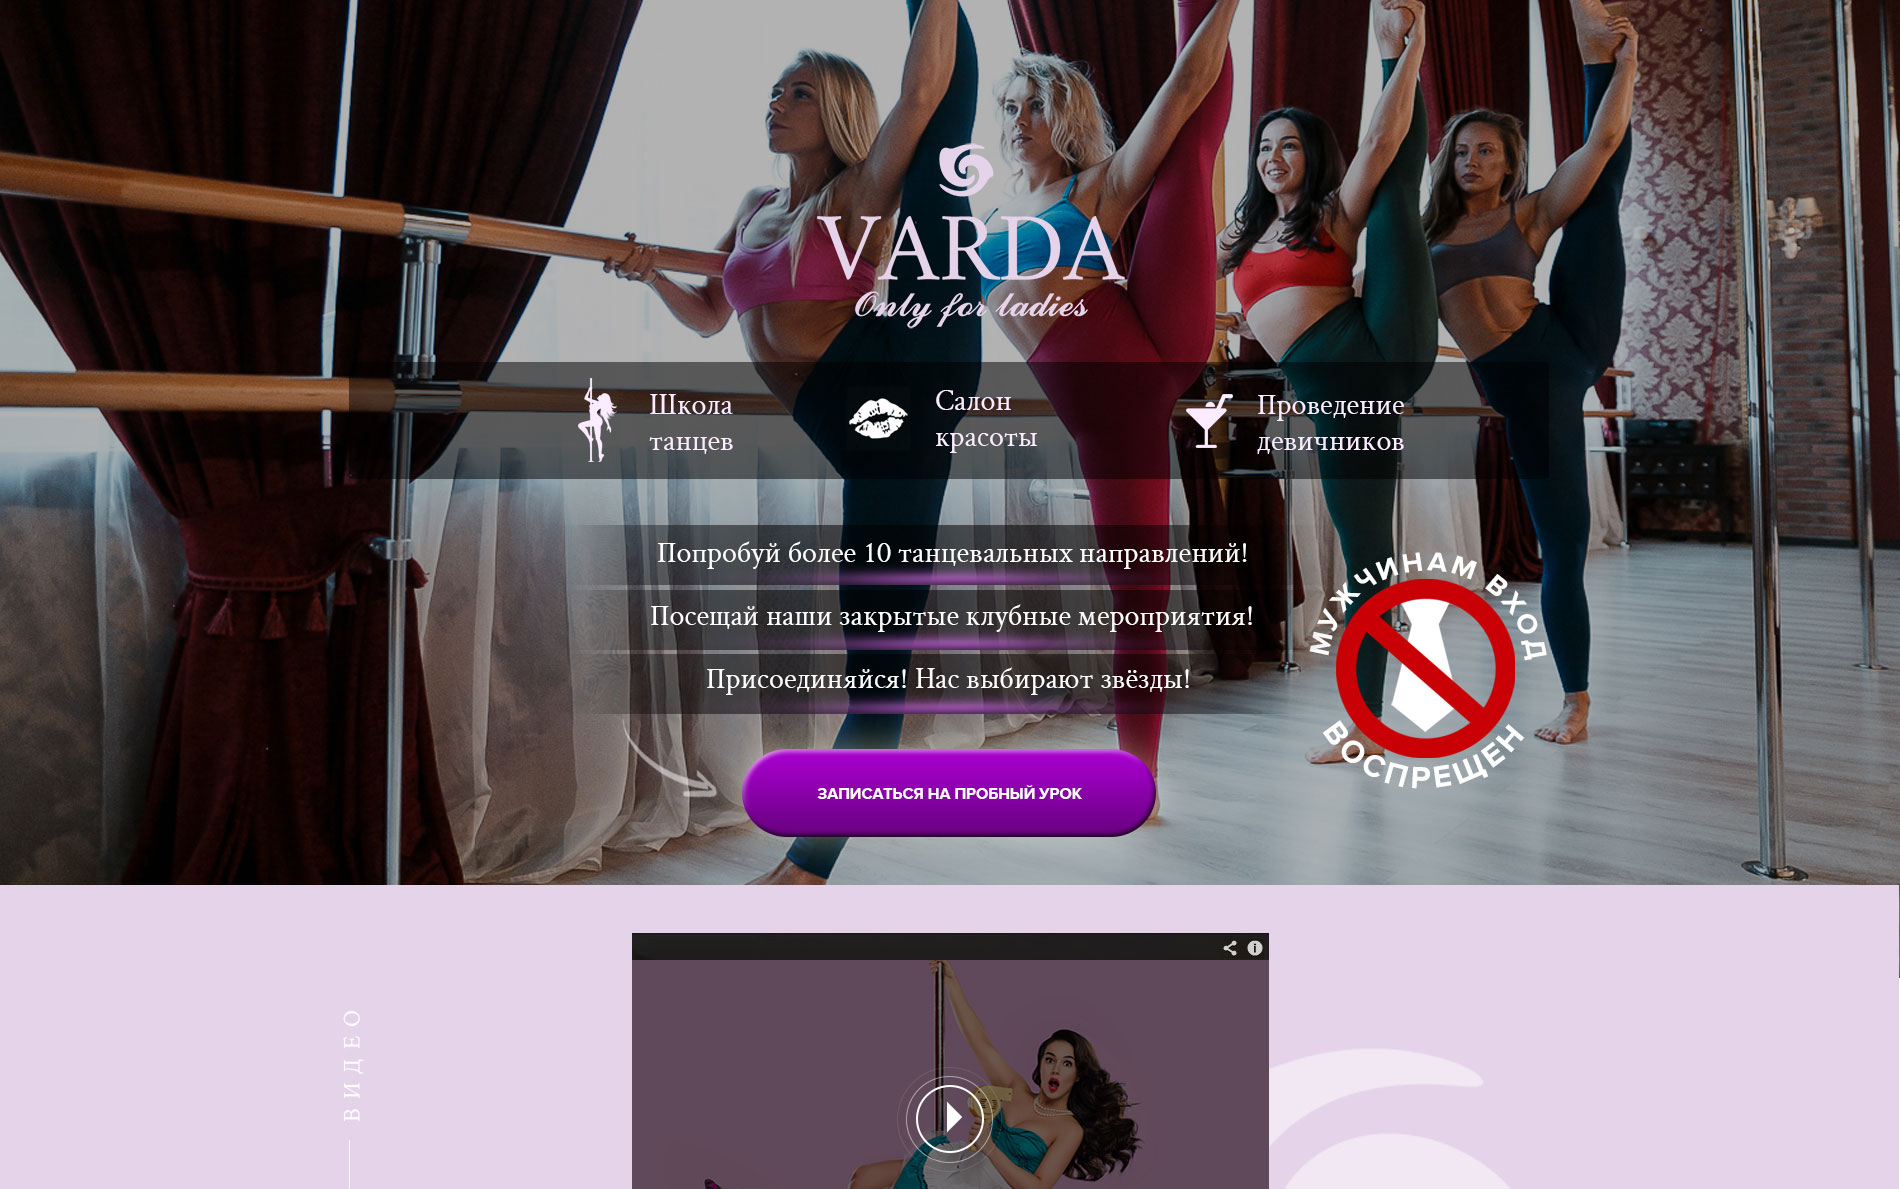 VARDA
Only for ladies
Школа
танцев
Салон
красоты
Проведение
девичников
Попробуй более 10 танцевальных направлений!
Посещай наши закрытые клубные мероприятия!
Присоединяйся! Нас выбирают звёзды!
МУЖЧИНАМ ВХОД
ВОСПРЕЩЕН
ЗАПИСАТЬСЯ НА ПРОБНЫЙ УРОК
ВИДЕО